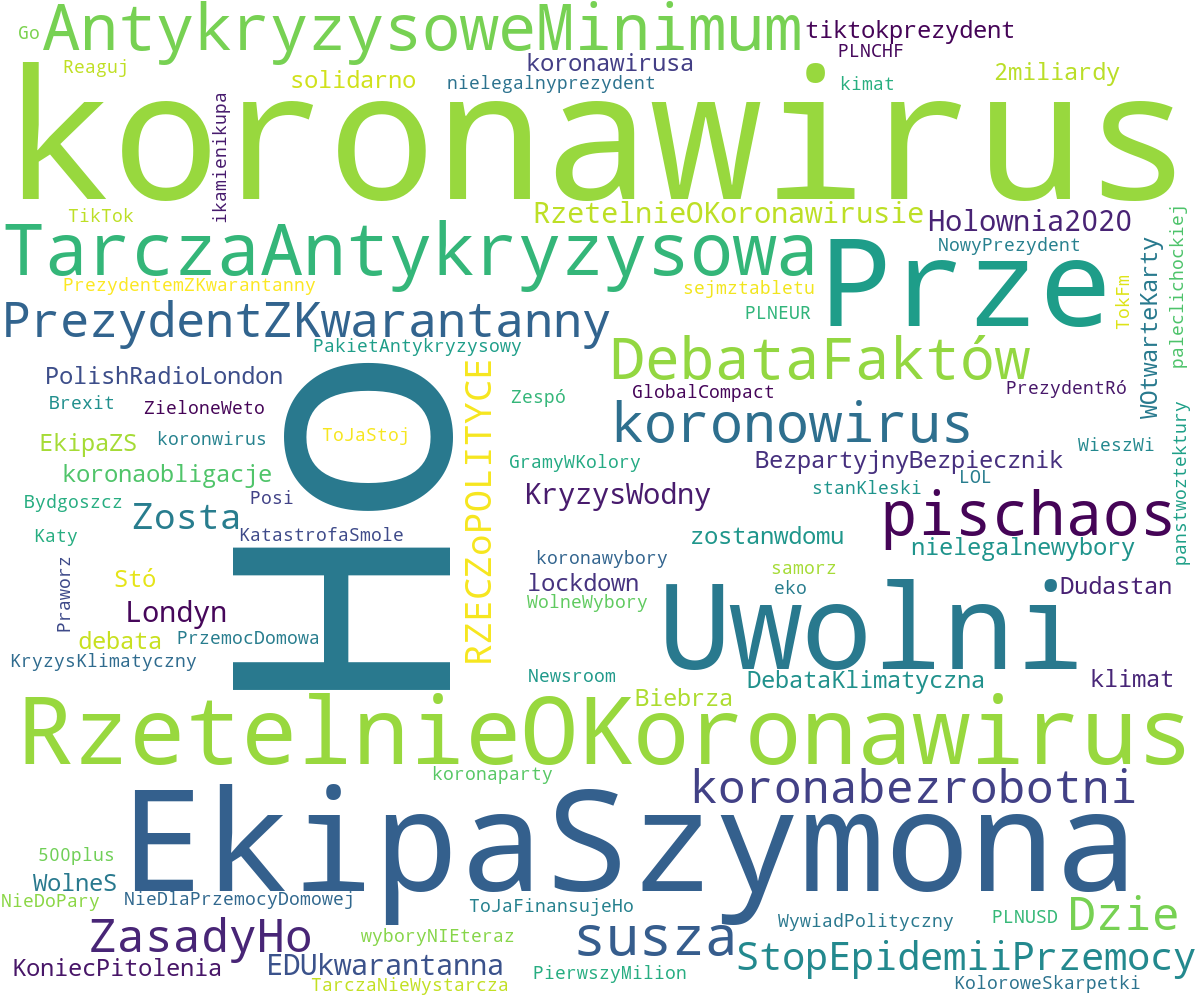 Go
AntykryzysoweMinimum
tiktokprezydent
PLNCHF
koronawirusa
Reaguj
solidarno
nielegalnyprezydent
kimat
2miliardy
koronawirus
ikamienikupa
TikTok
RzetelnieOKoronawirusie
Holownia2020
TarczaAntykryzysowa
Prze
NowyPrezydent
WOtwarteKarty
paleclichockiej
PrezydentemZKwarantanny
sejmztabletu
TokFm
PrezydentZKwarantanny
PLNEUR
PakietAntykryzysowy
DebataFaktów
PolishRadioLondon
GlobalCompact
PrezydentRó
Brexit
ZieloneWeto
HO
RZECZoPOLITYCE
Zespó
koronowirus
EkipaZS
koronwirus
ToJaStoj
WieszWi
panstwoztektury
koronaobligacje
GramyWKolory
BezpartyjnyBezpiecznik
LOL
Bydgoszcz
Posi
Zosta
KryzysWodny
stanKleski
pischaos
Katy
KatastrofaSmole
zostanwdomu
nielegalnewybory
Praworz
koronawybory
samorz
Stó
lockdown
eko
Dudastan
Londyn
WolneWybory
Uwolni
debata
PrzemocDomowa
KryzysKlimatyczny
Newsroom
DebataKlimatyczna
klimat
Biebrza
RzetelnieOKoronawirus
koronaparty
koronabezrobotni
EkipaSzymona
500plus
WolneS
NieDoPary
NieDlaPrzemocyDomowej
ToJaFinansujeHo
WywiadPolityczny
PLNUSD
Dzie
ZasadyHo
wyboryNIEteraz
susza
StopEpidemiiPrzemocy
KoniecPitolenia
EDUkwarantanna
PierwszyMilion
TarczaNieWystarcza
KoloroweSkarpetki